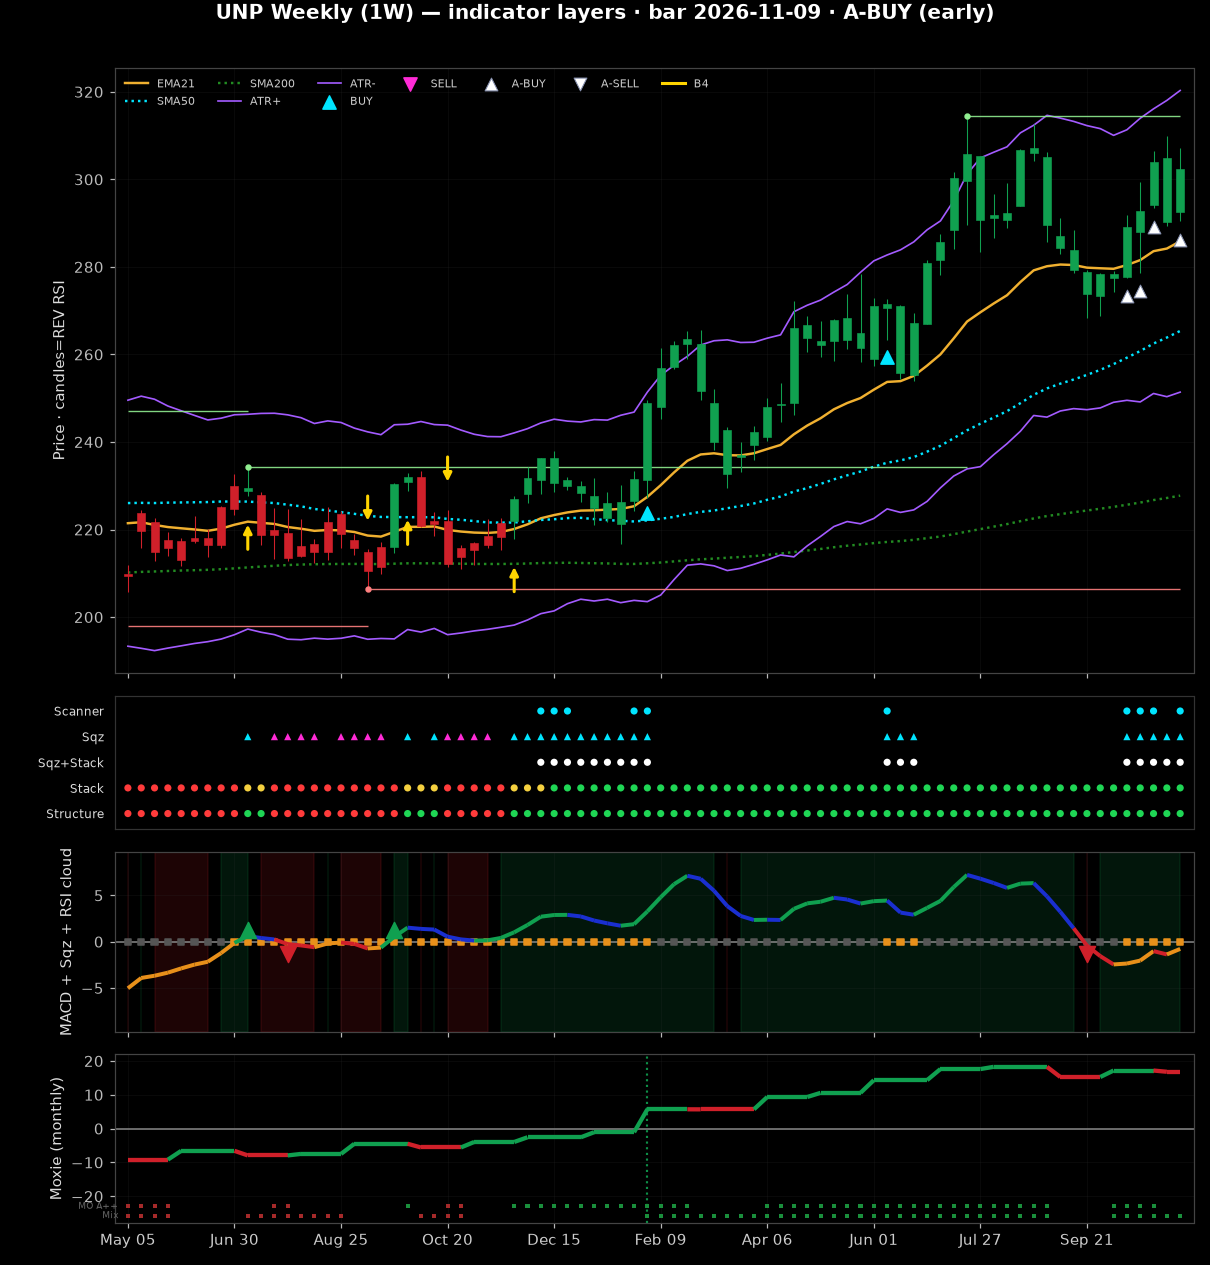 UNP Weekly (1W) — indicator layers · bar 2026-11-09 · A-BUY (early)
EMA21 SMA200 ATR- SELL A-BUY A-SELL B4
SMA50 ATR+ BUY
320
300
280
260
240
220
200
Price · candles=REV RSI
Scanner
Sqz
Sqz+Stack
Stack
Structure
5
0
−5
MACD + Sqz + RSI cloud
20
10
0
−10
−20
Moxie (monthly)
MO A++
Mix
May 05 Jun 30 Aug 25 Oct 20 Dec 15 Feb 09 Apr 06 Jun 01 Jul 27 Sep 21